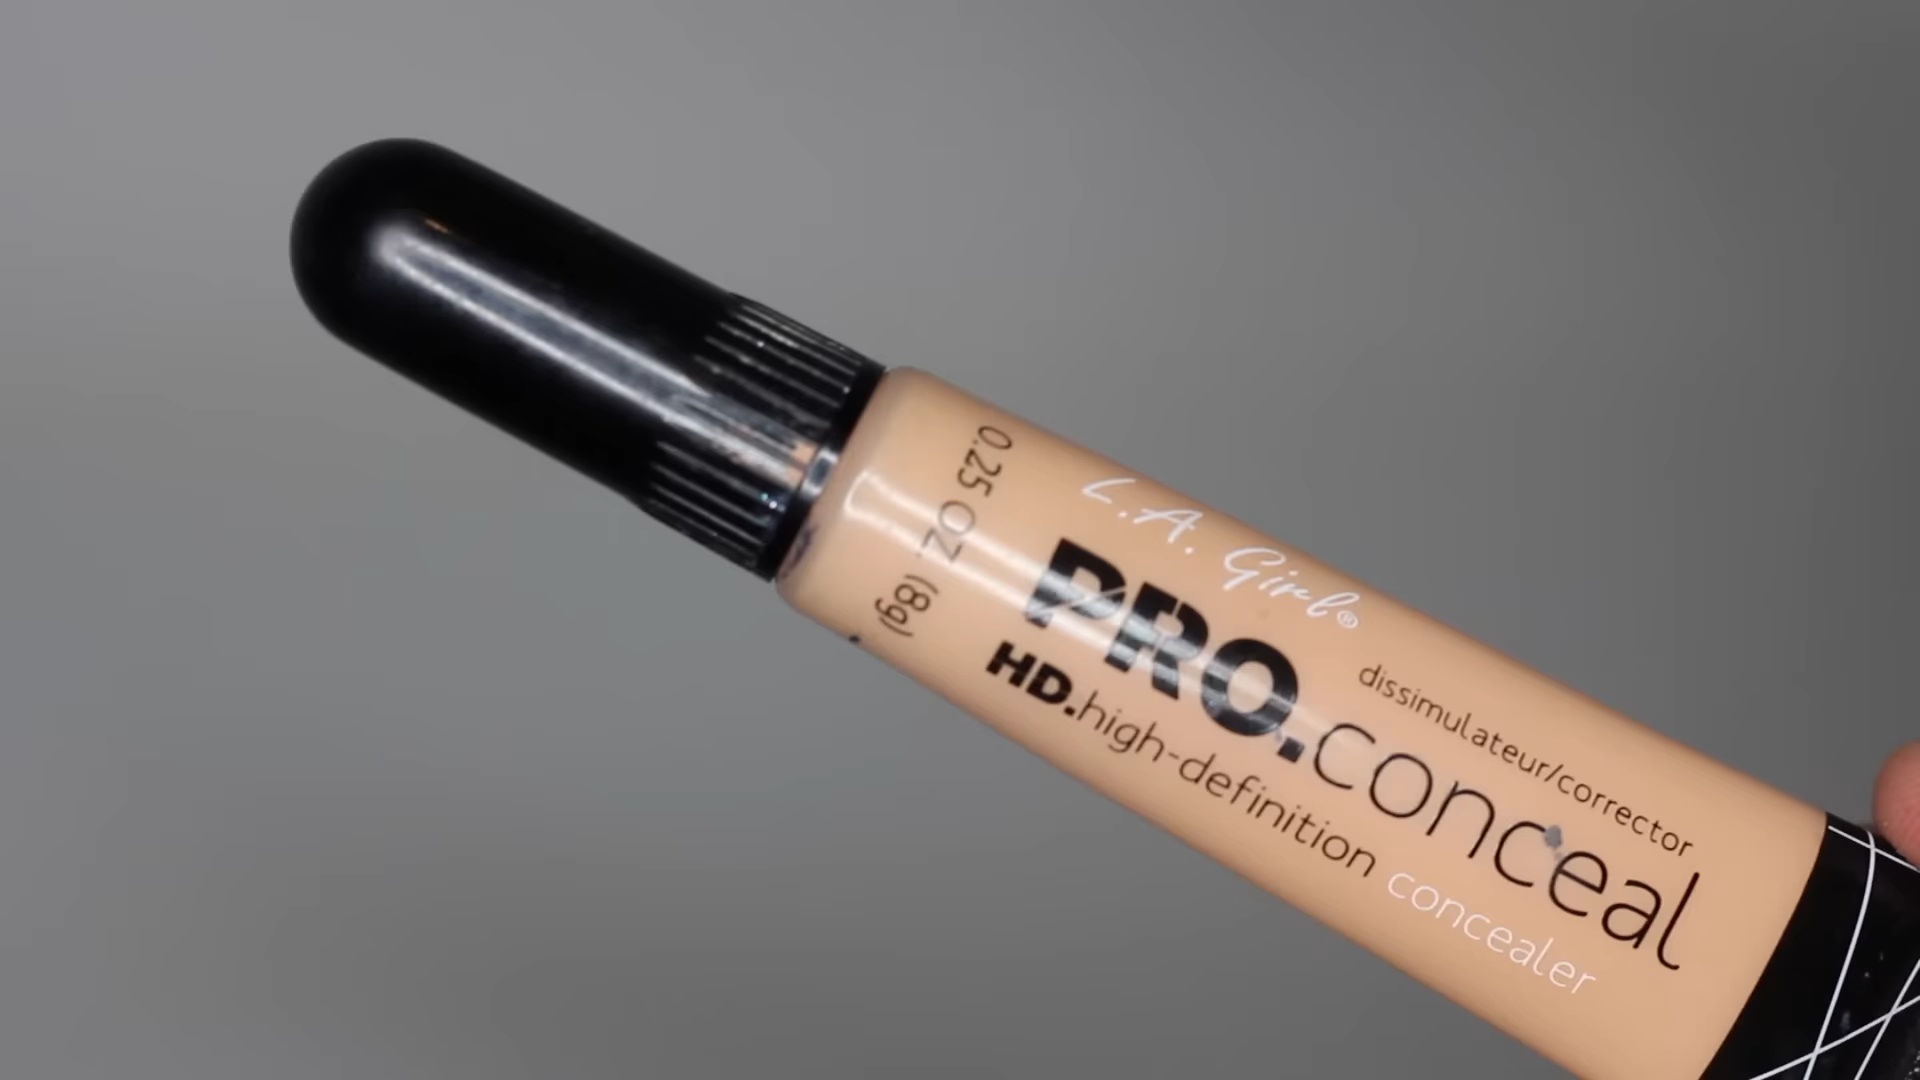 0.25 OZ. (8g)
L.A. Girl®
PRO.conceal
dissimulateur/corrector
HD.high-definition concealer